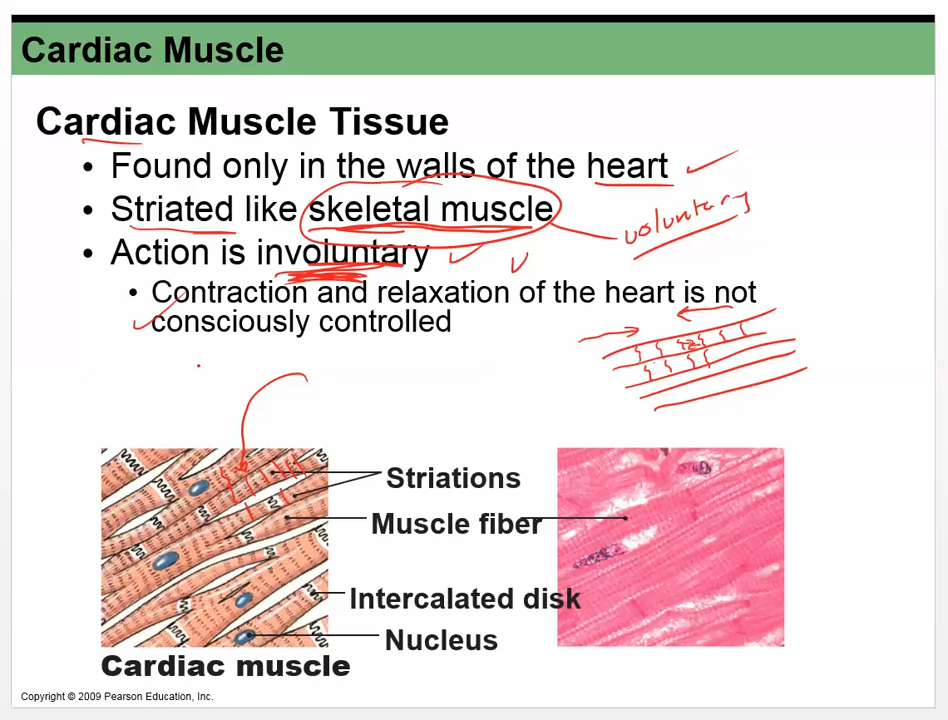 Cardiac Muscle
Cardiac Muscle Tissue
• Found only in the walls of the heart
• Striated like skeletal muscle
voluntary
• Action is involuntary
• Contraction and relaxation of the heart is not
consciously controlled
Striations
Muscle fiber
Intercalated disk
Nucleus
Cardiac muscle
Copyright © 2009 Pearson Education, Inc.